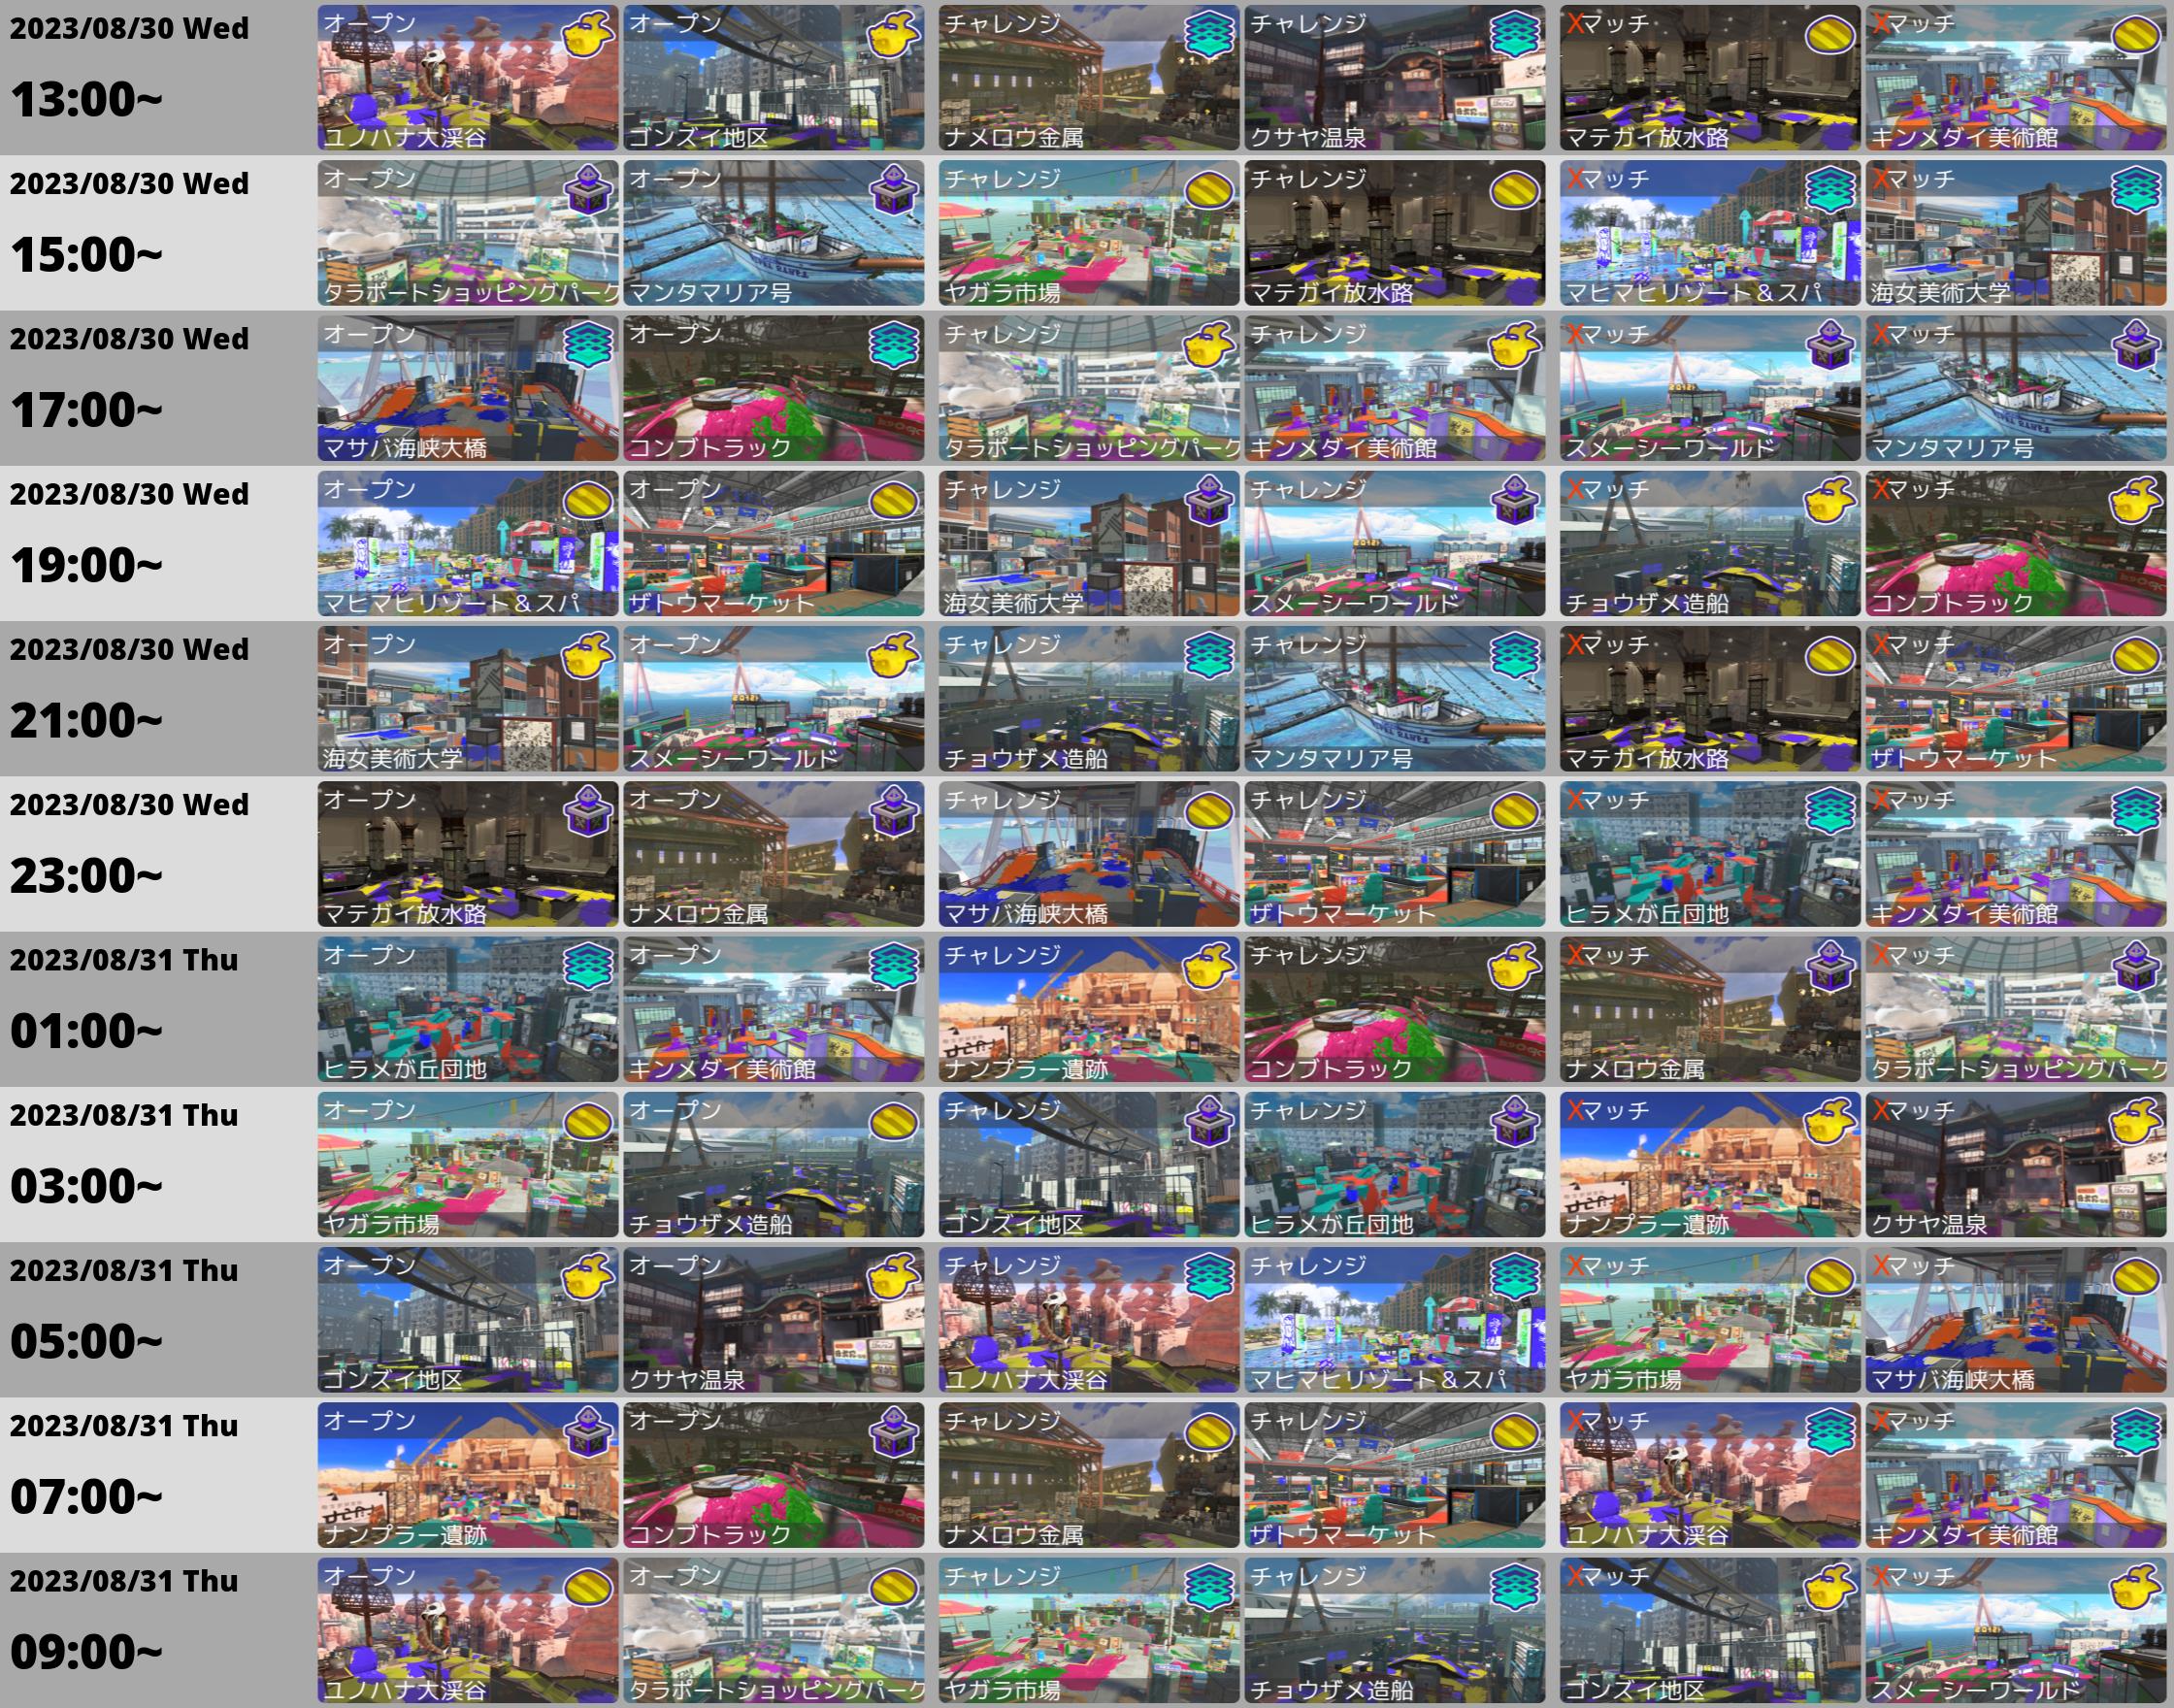 2023/08/30 Wed
13:00~
オープン オープン チャレンジ チャレンジ Xマッチ Xマッチ
ユノハナ大渓谷 ゴンズイ地区 ナメロウ金属 クサヤ温泉 マテガイ放水路 キンメダイ美術館
2023/08/30 Wed
15:00~
オープン オープン チャレンジ チャレンジ Xマッチ Xマッチ
タラポートショッピングパーク マンタマリア号 ヤガラ市場 マテガイ放水路 マヒマヒリゾート&スパ 海女美術大学
2023/08/30 Wed
17:00~
オープン オープン チャレンジ チャレンジ Xマッチ Xマッチ
マサバ海峡大橋 コンブトラック タラポートショッピングパーク キンメダイ美術館 スメーシーワールド マンタマリア号
2023/08/30 Wed
19:00~
オープン オープン チャレンジ チャレンジ Xマッチ Xマッチ
マヒマヒリゾート&スパ ザトウマーケット 海女美術大学 スメーシーワールド チョウザメ造船 コンブトラック
2023/08/30 Wed
21:00~
オープン オープン チャレンジ チャレンジ Xマッチ Xマッチ
海女美術大学 スメーシーワールド チョウザメ造船 マンタマリア号 マテガイ放水路 ザトウマーケット
2023/08/30 Wed
23:00~
オープン オープン チャレンジ チャレンジ Xマッチ Xマッチ
マテガイ放水路 ナメロウ金属 マサバ海峡大橋 ザトウマーケット ヒラメが丘団地 キンメダイ美術館
2023/08/31 Thu
01:00~
オープン オープン チャレンジ チャレンジ Xマッチ Xマッチ
ヒラメが丘団地 キンメダイ美術館 ナンプラー遺跡 コンブトラック ナメロウ金属 タラポートショッピングパーク
2023/08/31 Thu
03:00~
オープン オープン チャレンジ チャレンジ Xマッチ Xマッチ
ヤガラ市場 チョウザメ造船 ゴンズイ地区 ヒラメが丘団地 ナンプラー遺跡 クサヤ温泉
2023/08/31 Thu
05:00~
オープン オープン チャレンジ チャレンジ Xマッチ Xマッチ
ゴンズイ地区 クサヤ温泉 ユノハナ大渓谷 マヒマヒリゾート&スパ ヤガラ市場 マサバ海峡大橋
2023/08/31 Thu
07:00~
オープン オープン チャレンジ チャレンジ Xマッチ Xマッチ
ナンプラー遺跡 コンブトラック ナメロウ金属 ザトウマーケット ユノハナ大渓谷 キンメダイ美術館
2023/08/31 Thu
09:00~
オープン オープン チャレンジ チャレンジ Xマッチ Xマッチ
ユノハナ大渓谷 タラポートショッピングパーク ヤガラ市場 チョウザメ造船 ゴンズイ地区 スメーシーワールド